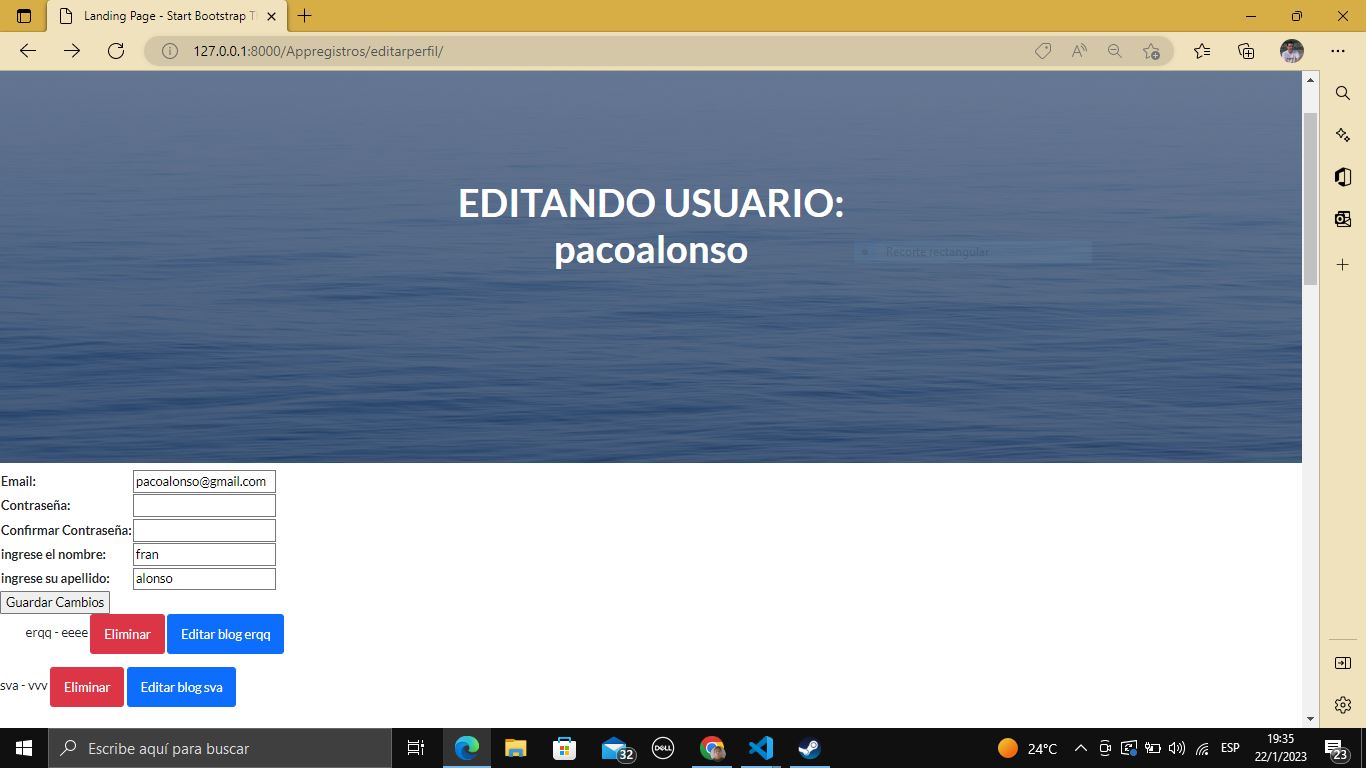 Landing Page - Start Bootstrap T
127.0.0.1:8000/Appregistros/editarperfil/
EDITANDO USUARIO:
pacoalonso
Recorte rectangular
Email: pacoalonso@gmail.com
Contraseña:
Confirmar Contraseña:
ingrese el nombre: fran
ingrese su apellido: alonso
Guardar Cambios
erqq - eeee Eliminar Editar blog erqq
sva - vvv Eliminar Editar blog sva
Escribe aquí para buscar
32
DELL
24°C
ESP
19:35
22/1/2023
23